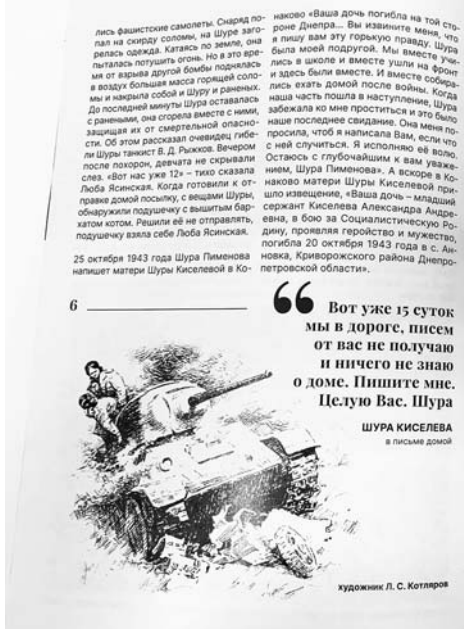 лись фашистские самолеты. Снаряд по-
пал на скирду соломы, на Шуре заго-
релась одежда. Катаясь по земле, она
пыталась потушить огонь. Но в это вре-
мя от взрыва другой бомбы поднялась
в воздух большая масса горящей соло-
мы и накрыла собой и Шуру и раненых.
До последней минуты Шура оставалась
с ранеными, она сгорела вместе с ними,
защищая их от смертельной опасно-
сти. Об этом рассказал очевидец гибе-
ли Шуры танкист В. Д. Рыжков. Вечером
после похорон, девчата не скрывали
слез. «Вот нас уже 12» – тихо сказала
Люба Ясинская. Когда готовили к от-
правке домой посылку, с вещами Шуры,
обнаружили подушечку с вышитым бар-
хатом котом. Решили её не отправлять,
подушечку взяла себе Люба Ясинская.
25 октября 1943 года Шура Пименова
напишет матери Шуры Киселевой в Ко-
наково «Ваша дочь погибла на той сто-
роне Днепра... Вы извините меня, что
я пишу вам эту горькую правду. Шура
была моей подругой. Мы вместе учи-
лись в школе и вместе ушли на фронт
и здесь были вместе. И вместе собира-
лись ехать домой после войны. Когда
наша часть пошла в наступление, Шура
забежала ко мне проститься и это было
наше последнее свидание. Она меня по-
просила, чтоб я написала Вам, если что
с ней случиться. Я исполняю её волю.
Остаюсь с глубочайшим к вам уваже-
нием, Шура Пименова». А вскоре в Ко-
наково матери Шуры Киселевой при-
шло извещение, «Ваша дочь – младший
сержант Киселева Александра Андре-
евна, в бою за Социалистическую Ро-
дину, проявляя геройство и мужество,
погибла 20 октября 1943 года в с. Ан-
новка, Криворожского района Днепро-
петровской области».
6
“
Вот уже 15 суток
мы в дороге, писем
от вас не получаю
и ничего не знаю
о доме. Пишите мне.
Целую Вас. Шура
ШУРА КИСЕЛЕВА
в письме домой
художник Л. С. Котляров